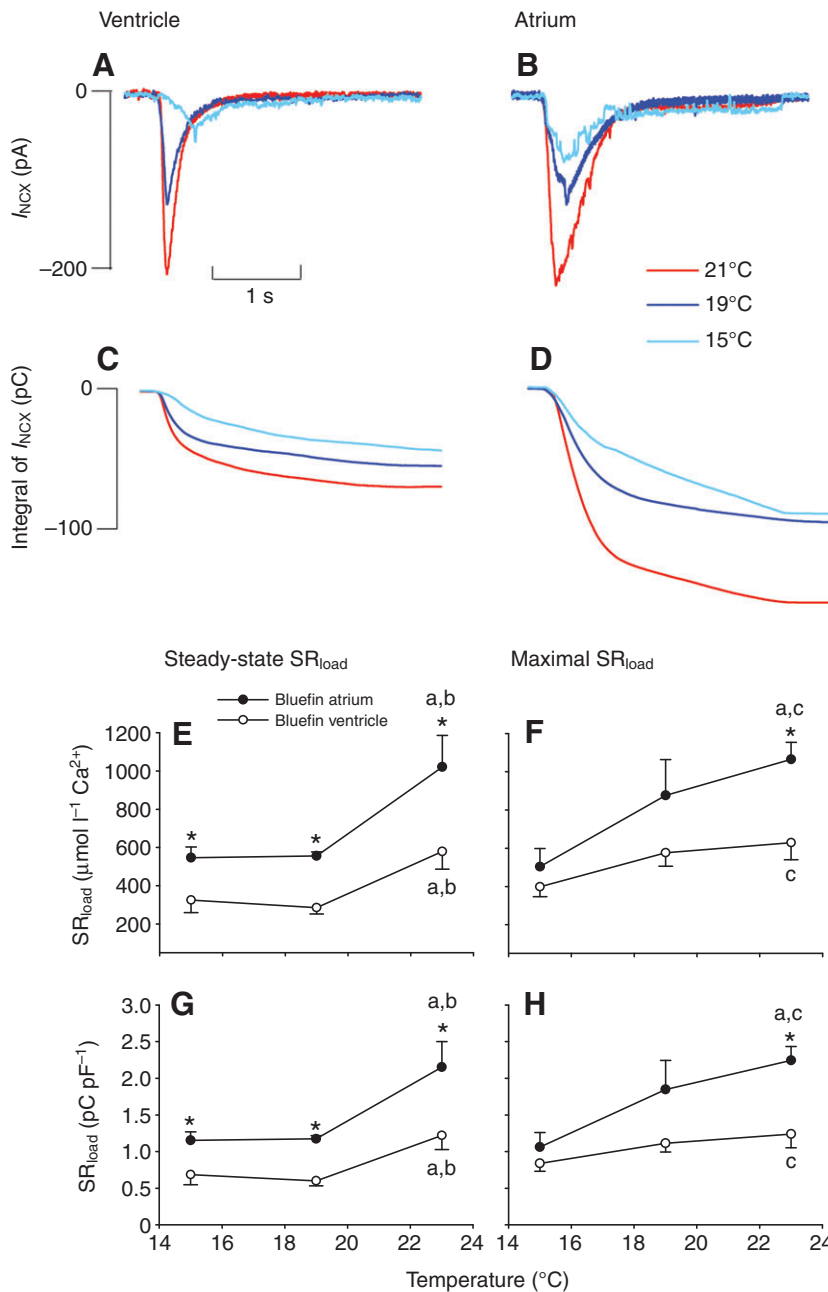 Ventricle
Atrium
A
B
0
I_NCX (pA)
−200
1 s
21°C
19°C
15°C
C
D
0
Integral of I_NCX (pC)
−100
Steady-state SR_load
Maximal SR_load
Bluefin atrium
Bluefin ventricle
E
F
1200
1000
800
600
400
200
SR_load (µmol l⁻¹ Ca²⁺)
* * a,b * a,b
a,c * c
G
H
3.0
2.5
2.0
1.5
1.0
0.5
0
SR_load (pC pF⁻¹)
* * a,b * a,b
a,c * c
14 16 18 20 22 24
14 16 18 20 22 24
Temperature (°C)